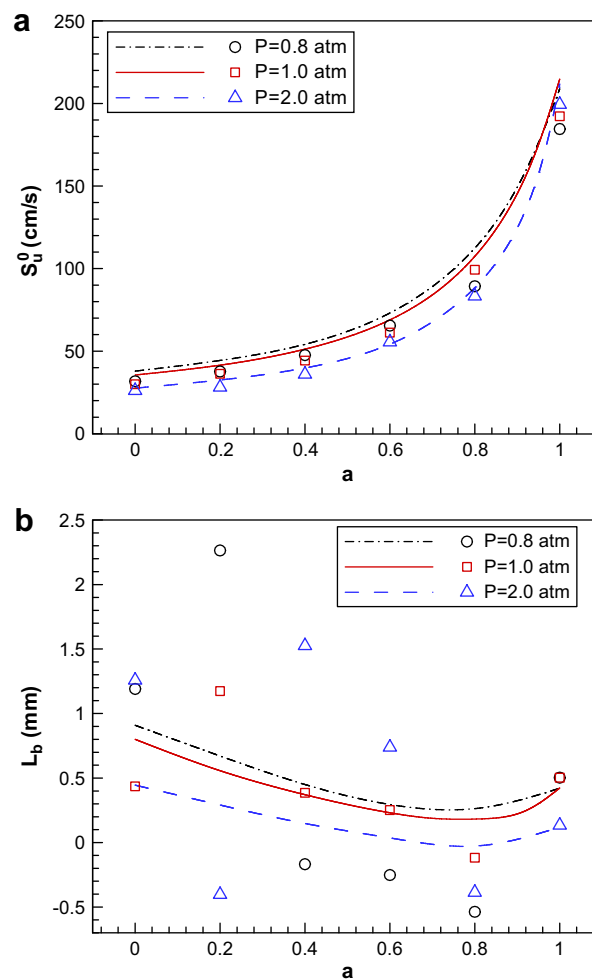 a
250
200
150
100
50
0
S_u^0 (cm/s)
P=0.8 atm
P=1.0 atm
P=2.0 atm
0 0.2 0.4 0.6 0.8 1
a
b
2.5
2
1.5
1
0.5
0
-0.5
L_b (mm)
P=0.8 atm
P=1.0 atm
P=2.0 atm
0 0.2 0.4 0.6 0.8 1
a